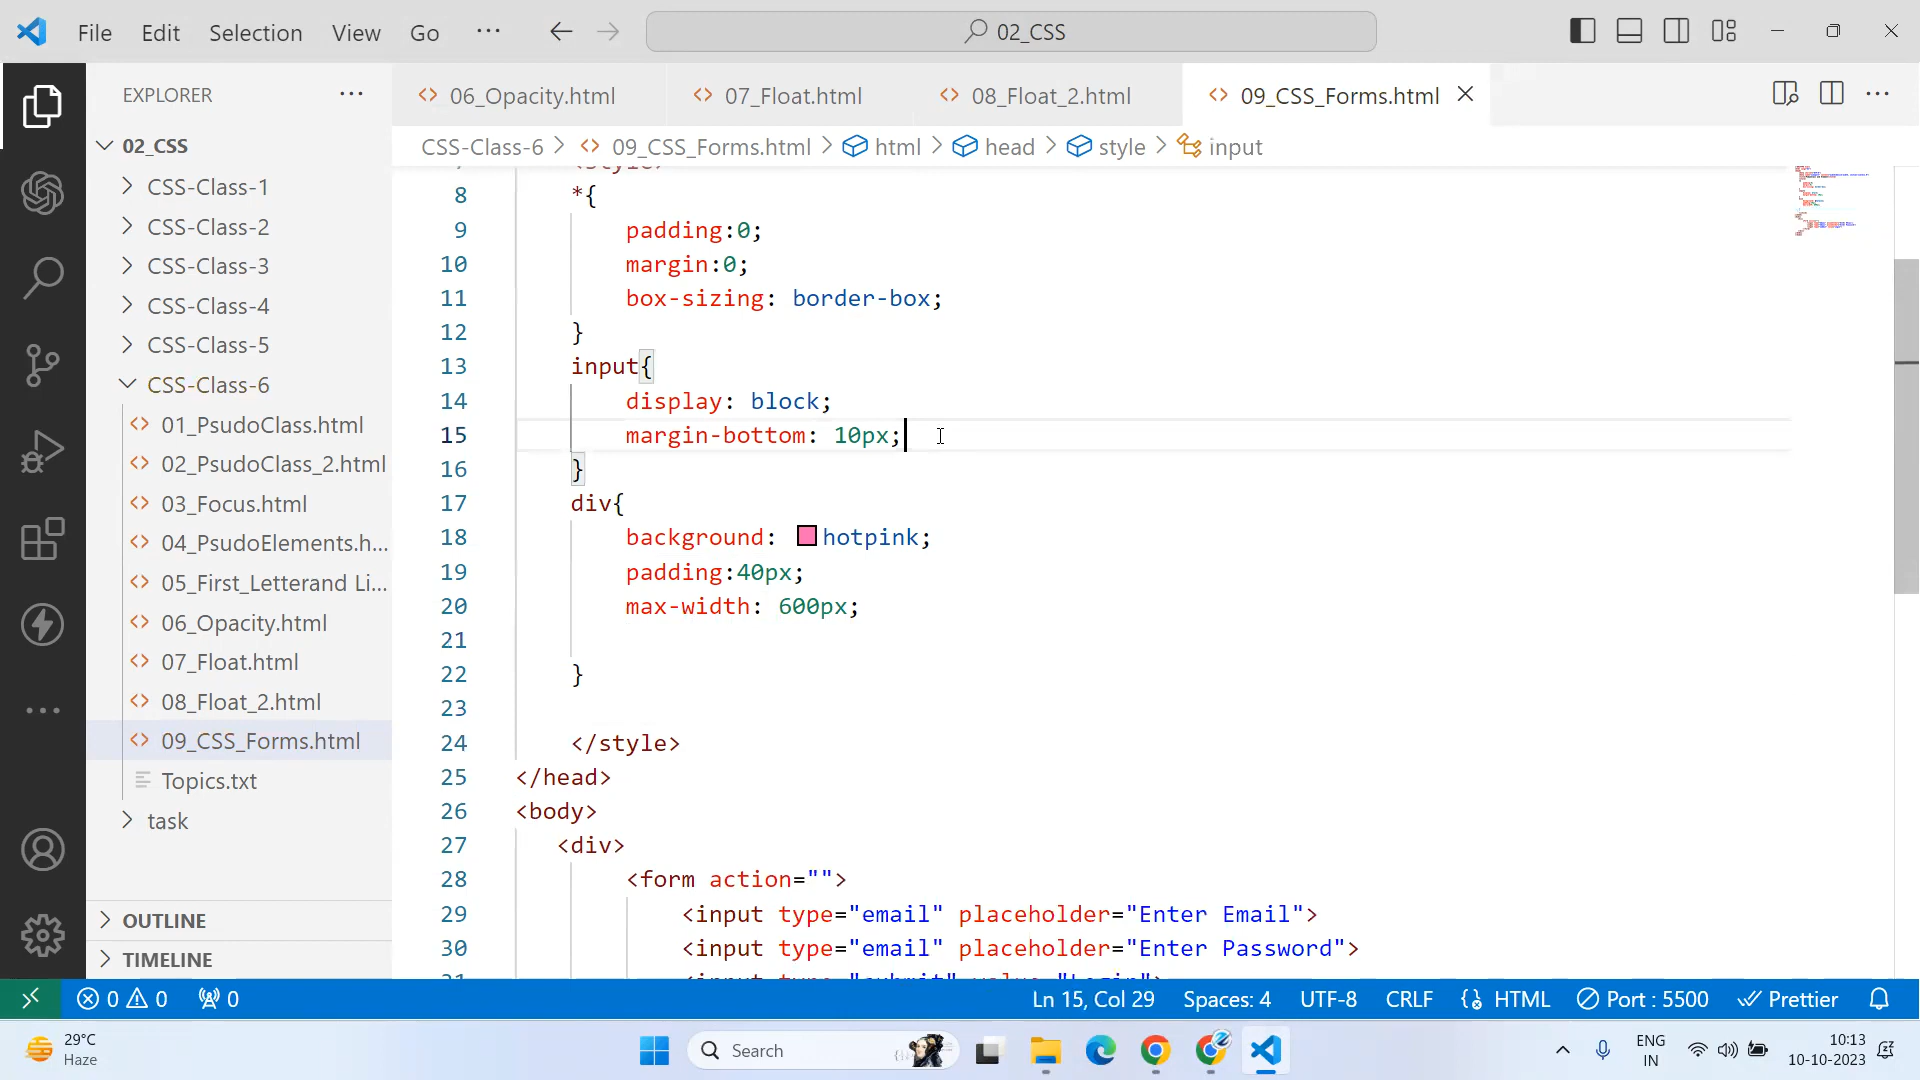 File Edit Selection View Go ··· 02_CSS
EXPLORER ···
06_Opacity.html 07_Float.html 08_Float_2.html 09_CSS_Forms.html
CSS-Class-6 > 09_CSS_Forms.html > html > head > style > input
02_CSS
CSS-Class-1
CSS-Class-2
CSS-Class-3
CSS-Class-4
CSS-Class-5
CSS-Class-6
01_PsudoClass.html
02_PsudoClass_2.html
03_Focus.html
04_PsudoElements.h...
05_First_Letterand Li...
06_Opacity.html
07_Float.html
08_Float_2.html
09_CSS_Forms.html
Topics.txt
task
OUTLINE
TIMELINE
7 <style>
8 *{
9 padding:0;
10 margin:0;
11 box-sizing: border-box;
12 }
13 input{
14 display: block;
15 margin-bottom: 10px;
16 }
17 div{
18 background: hotpink;
19 padding:40px;
20 max-width: 600px;
21
22 }
23
24 </style>
25 </head>
26 <body>
27 <div>
28 <form action="">
29 <input type="email" placeholder="Enter Email">
30 <input type="email" placeholder="Enter Password">
31 <input type="submit" value="Login">
0 0 0 Ln 15, Col 29 Spaces: 4 UTF-8 CRLF HTML Port : 5500 Prettier
29°C
Haze
Search
ENG
IN
10:13
10-10-2023